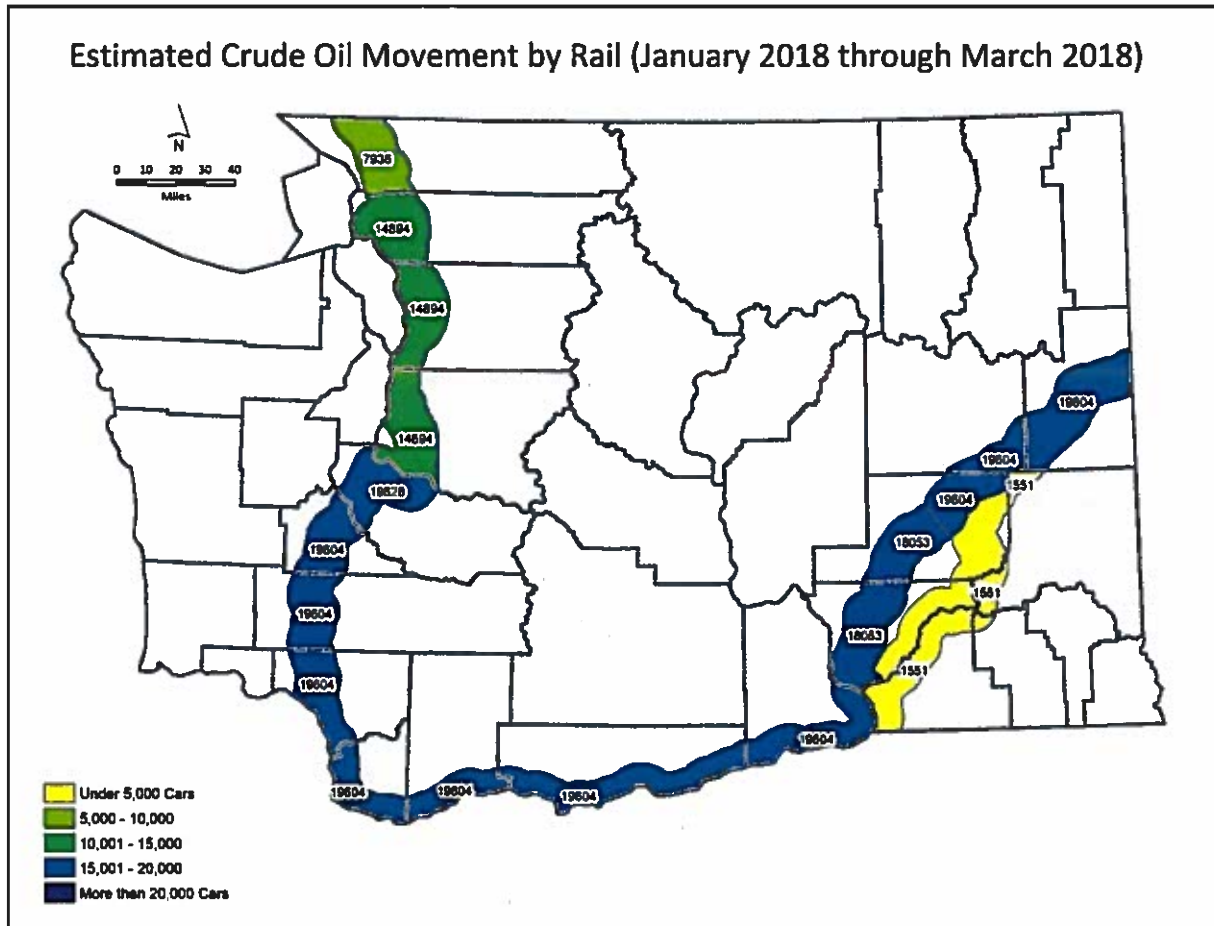 Estimated Crude Oil Movement by Rail (January 2018 through March 2018)
N
0 10 20 30 40
Miles
7936
14894
14894
14894
19628
19604
19604
19604
19604
19604
19604
19604
19604
19604
19604
1551
18053
1551
18053
1551
Under 5,000 Cars
5,000 - 10,000
10,001 - 15,000
15,001 - 20,000
More than 20,000 Cars